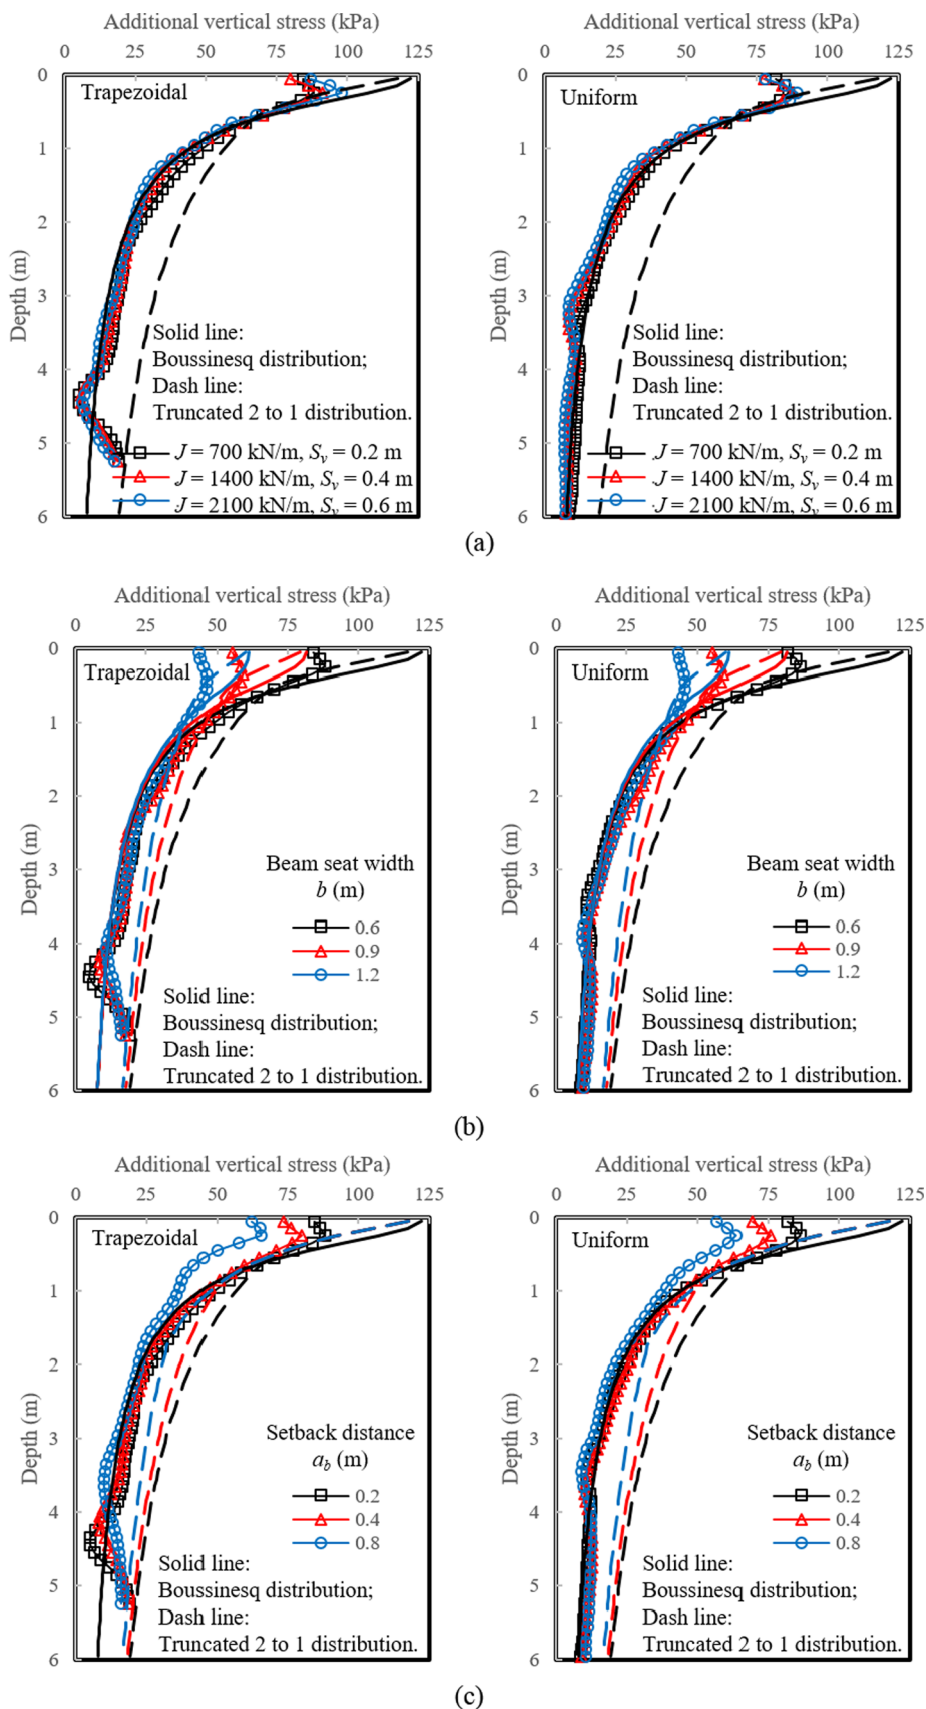 Additional vertical stress (kPa)
0 25 50 75 100 125
0
1
2
3
4
5
6
Depth (m)
Trapezoidal
Solid line:
Boussinesq distribution;
Dash line:
Truncated 2 to 1 distribution.
J = 700 kN/m, Sv = 0.2 m
J = 1400 kN/m, Sv = 0.4 m
J = 2100 kN/m, Sv = 0.6 m
Additional vertical stress (kPa)
0 25 50 75 100 125
0
1
2
3
4
5
6
Depth (m)
Uniform
Solid line:
Boussinesq distribution;
Dash line:
Truncated 2 to 1 distribution.
J = 700 kN/m, Sv = 0.2 m
J = 1400 kN/m, Sv = 0.4 m
J = 2100 kN/m, Sv = 0.6 m
(a)
Additional vertical stress (kPa)
0 25 50 75 100 125
0
1
2
3
4
5
6
Depth (m)
Trapezoidal
Beam seat width
b (m)
0.6
0.9
1.2
Solid line:
Boussinesq distribution;
Dash line:
Truncated 2 to 1 distribution.
Additional vertical stress (kPa)
0 25 50 75 100 125
0
1
2
3
4
5
6
Depth (m)
Uniform
Beam seat width
b (m)
0.6
0.9
1.2
Solid line:
Boussinesq distribution;
Dash line:
Truncated 2 to 1 distribution.
(b)
Additional vertical stress (kPa)
0 25 50 75 100 125
0
1
2
3
4
5
6
Depth (m)
Trapezoidal
Setback distance
ab (m)
0.2
0.4
0.8
Solid line:
Boussinesq distribution;
Dash line:
Truncated 2 to 1 distribution.
Additional vertical stress (kPa)
0 25 50 75 100 125
0
1
2
3
4
5
6
Depth (m)
Uniform
Setback distance
ab (m)
0.2
0.4
0.8
Solid line:
Boussinesq distribution;
Dash line:
Truncated 2 to 1 distribution.
(c)